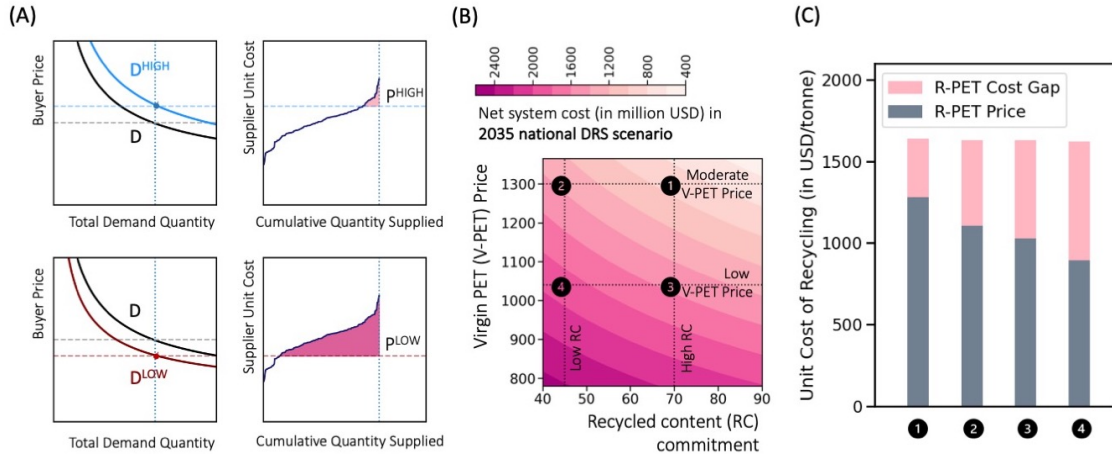 (A)
Buyer Price
D^HIGH
D
Total Demand Quantity
Supplier Unit Cost
P^HIGH
Cumulative Quantity Supplied
Buyer Price
D
D^LOW
Total Demand Quantity
Supplier Unit Cost
P^LOW
Cumulative Quantity Supplied
(B)
2400
2000
1600
1200
800
400
Net system cost (in million USD) in
2035 national DRS scenario
Virgin PET (V-PET) Price
1300
1200
1100
1000
900
800
2
1
Moderate
V-PET Price
4
3
Low
V-PET Price
Low RC
High RC
40 50 60 70 80 90
Recycled content (RC)
commitment
(C)
Unit Cost of Recycling (in USD/tonne)
2000
1500
1000
500
0
R-PET Cost Gap
R-PET Price
1 2 3 4